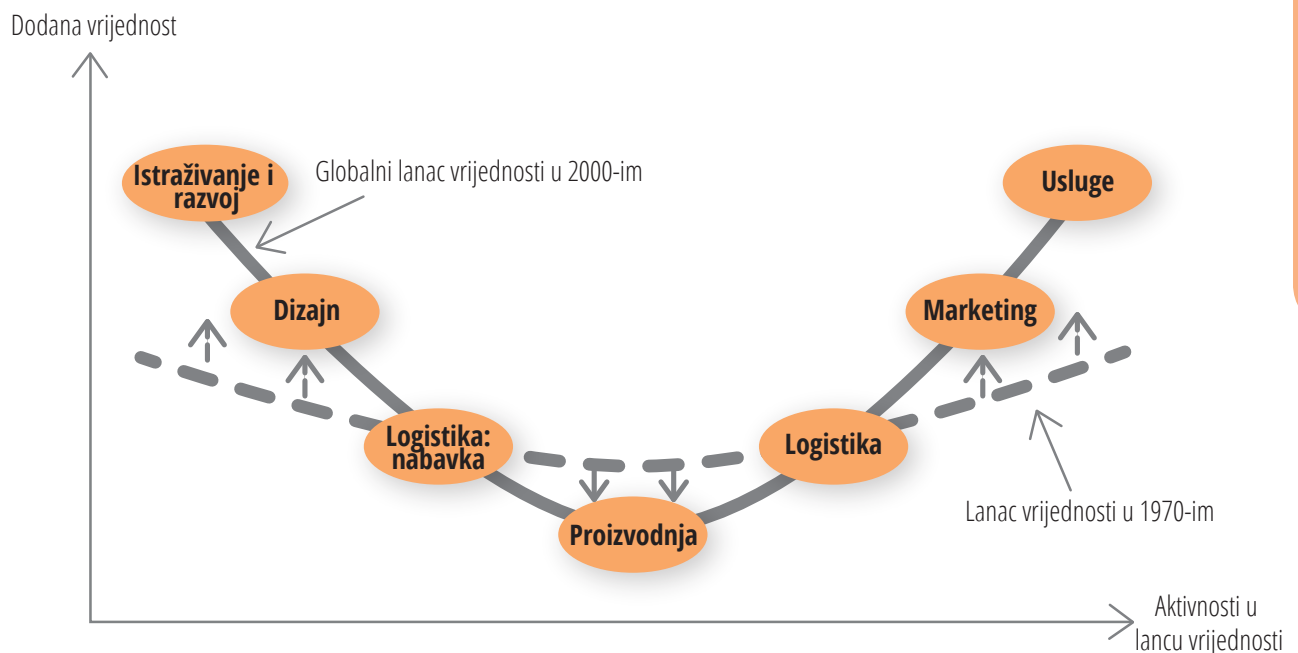 Dodana vrijednost
Istraživanje i
razvoj
Globalni lanac vrijednosti u 2000-im
Usluge
Dizajn
Marketing
Logistika:
nabavka
Logistika
Proizvodnja
Lanac vrijednosti u 1970-im
Aktivnosti u
lancu vrijednosti